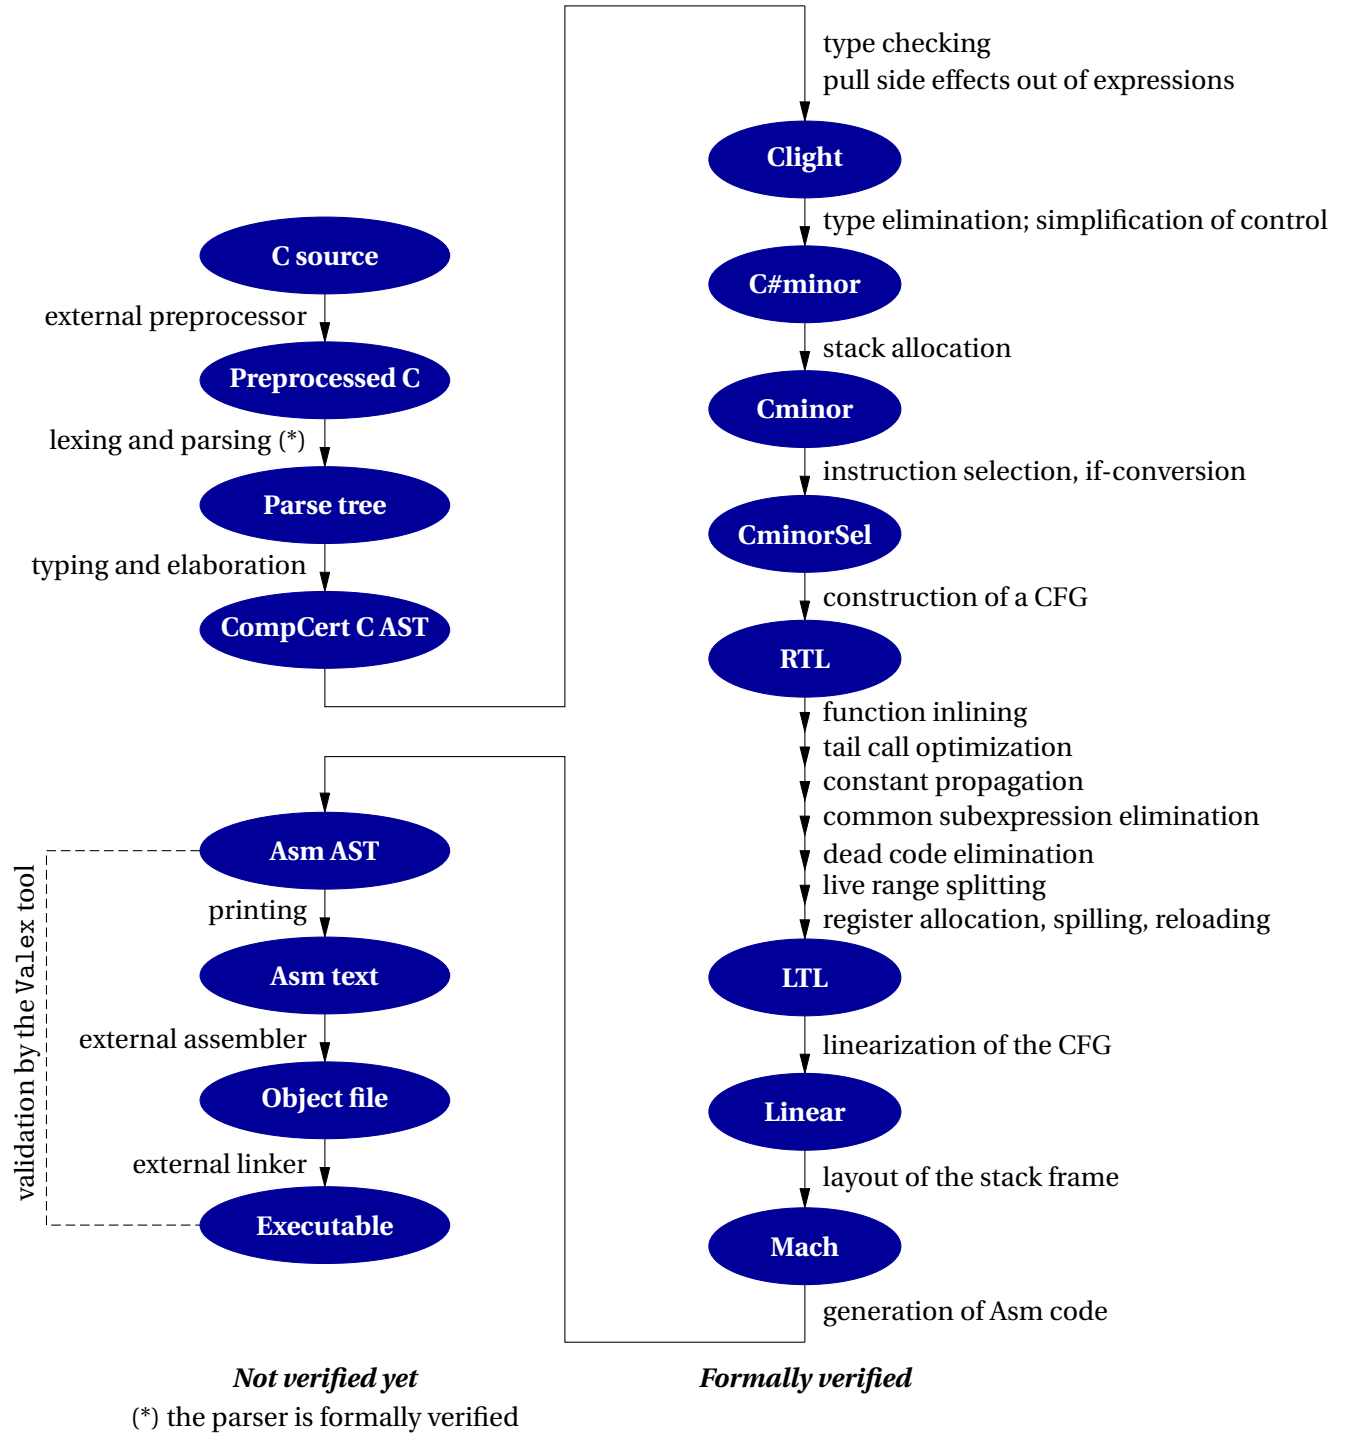 C source
external preprocessor
Preprocessed C
lexing and parsing (*)
Parse tree
typing and elaboration
CompCert C AST
type checking
pull side effects out of expressions
Clight
type elimination; simplification of control
C#minor
stack allocation
Cminor
instruction selection, if-conversion
CminorSel
construction of a CFG
RTL
function inlining
tail call optimization
constant propagation
common subexpression elimination
dead code elimination
live range splitting
register allocation, spilling, reloading
LTL
linearization of the CFG
Linear
layout of the stack frame
Mach
generation of Asm code
Asm AST
printing
Asm text
external assembler
Object file
external linker
Executable
validation by the Valex tool
Not verified yet
(*) the parser is formally verified
Formally verified